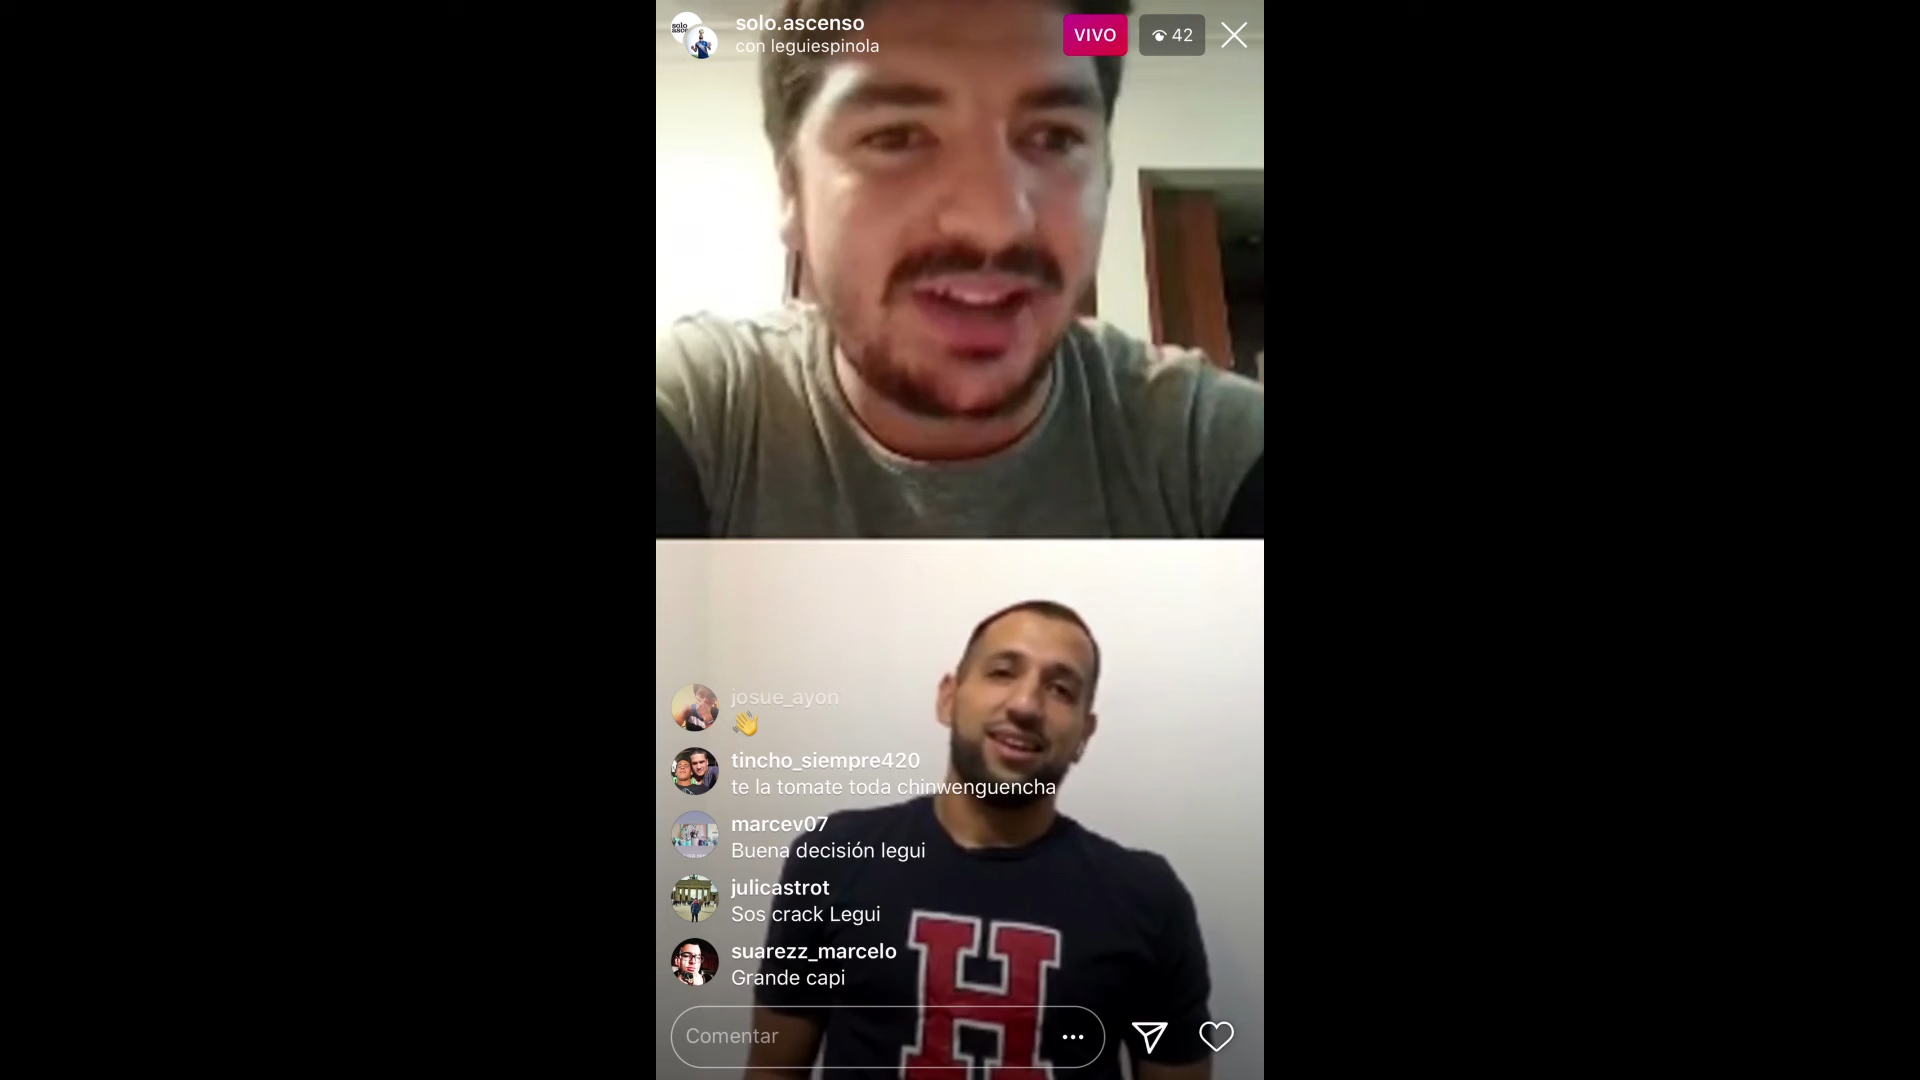 solo.ascenso
con leguiespinola
VIVO
42
josue_ayon
👋
tincho_siempre420
te la tomate toda chinwenguencha
marcev07
Buena decisión legui
julicastrot
Sos crack Legui
suarezz_marcelo
Grande capi
H
Comentar